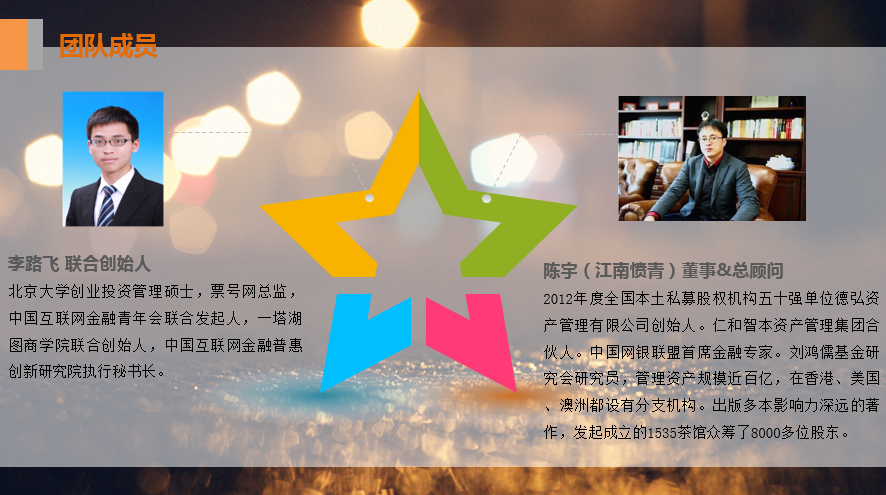 团队成员
李路飞 联合创始人
北京大学创业投资管理硕士，票号网总监，
中国互联网金融青年会联合发起人，一塔湖
图商学院联合创始人，中国互联网金融普惠
创新研究院执行秘书长。
陈宇（江南愤青）董事&总顾问
2012年度全国本土私募股权机构五十强单位德弘资
产管理有限公司创始人。仁和智本资产管理集团合
伙人。中国网银联盟首席金融专家。刘鸿儒基金研
究会研究员，管理资产规模近百亿，在香港、美国
、澳洲都设有分支机构。出版多本影响力深远的著
作，发起成立的1535茶馆众筹了8000多位股东。